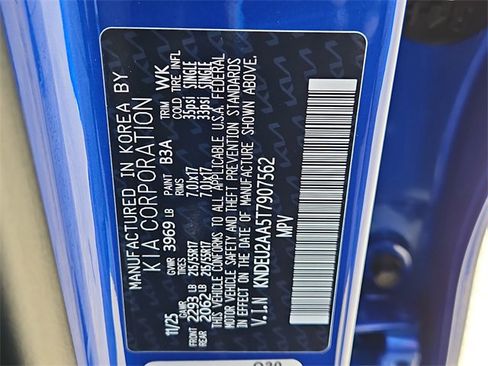 MANUFACTURED IN KOREA BY
KIA CORPORATION
11/25 GVWR 3969 LB PAINT B3A TRIM WK
GAWR TIRES RIMS COLD TIRE INFL
FRONT 2293 LB 215/55R17 7.0Jx17 35psi SINGLE
REAR 2062 LB 215/55R17 7.0Jx17 33psi SINGLE
THIS VEHICLE CONFORMS TO ALL APPLICABLE U.S.A. FEDERAL
MOTOR VEHICLE SAFETY AND THEFT PREVENTION STANDARDS
IN EFFECT ON THE DATE OF MANUFACTURE SHOWN ABOVE.
V.I.N KNDEU2AA5T7907562
MPV